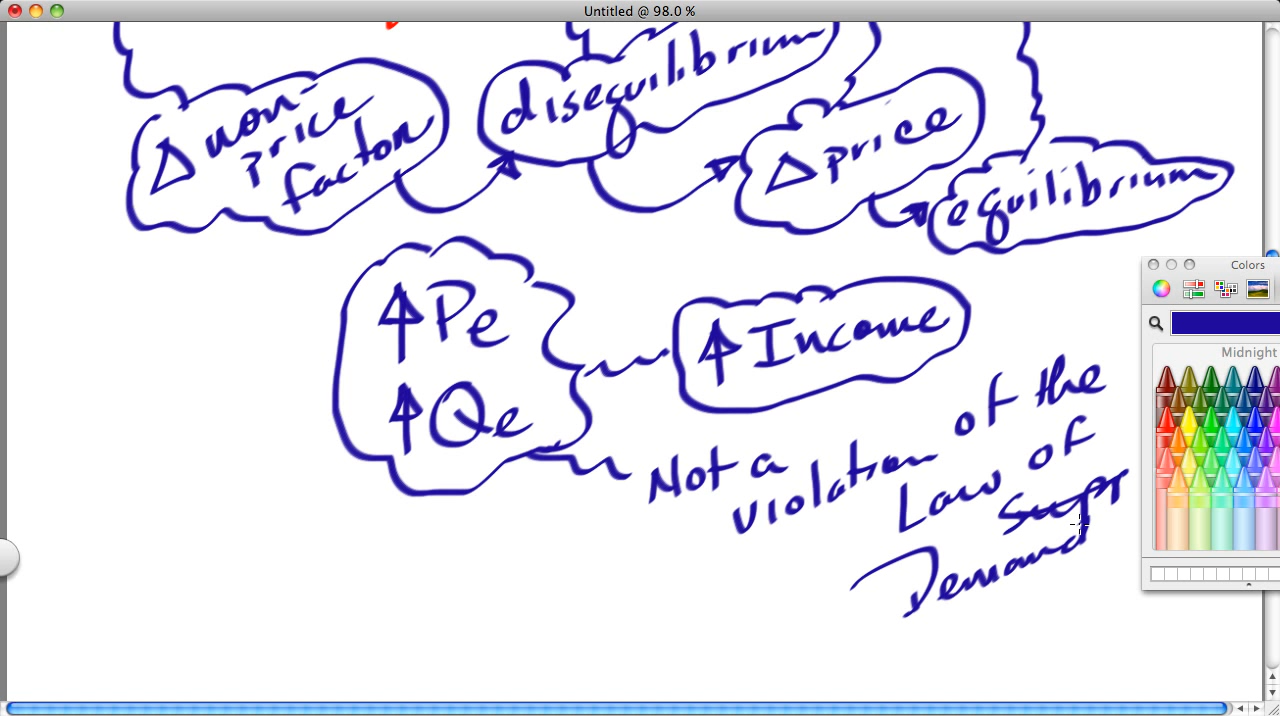 Untitled @ 98.0 %
Δ non-
price
factor
disequilibrium
Δ price
equilibrium
↑ Pe
↑ Qe
↑ Income
Not a
violation of the
Law of
Demand
Colors
Midnight